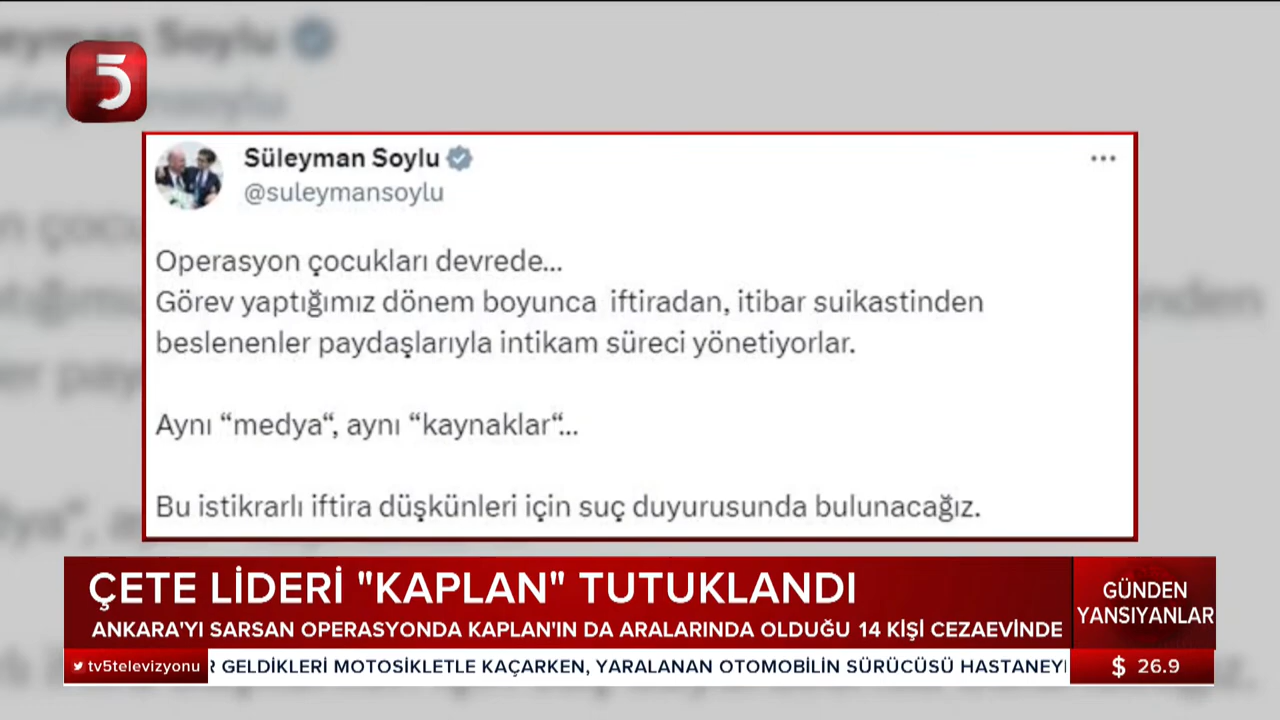 5
Süleyman Soylu
@suleymansoylu
Operasyon çocukları devrede...
Görev yaptığımız dönem boyunca iftiradan, itibar suikastinden
beslenenler paydaşlarıyla intikam süreci yönetiyorlar.
Aynı “medya“, aynı “kaynaklar“...
Bu istikrarlı iftira düşkünleri için suç duyurusunda bulunacağız.
ÇETE LİDERİ "KAPLAN" TUTUKLANDI
ANKARA'YI SARSAN OPERASYONDA KAPLAN'IN DA ARALARINDA OLDUĞU 14 KİŞİ CEZAEVİNDE
GÜNDEN
YANSIYANLAR
tv5televizyonu
GELDİKLERİ MOTOSİKLETLE KAÇARKEN, YARALANAN OTOMOBİLİN SÜRÜCÜSÜ
$ 26.9